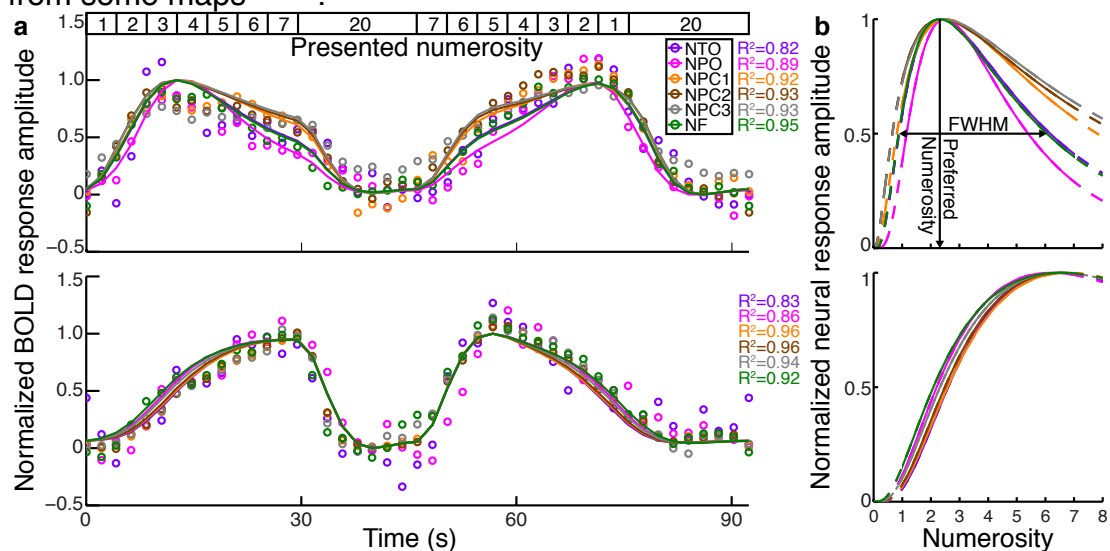 from some maps .
a
1 2 3 4 5 6 7 20 7 6 5 4 3 2 1 20
Presented numerosity
1.5
1.0
0.5
0
−0.5
Normalized BOLD response amplitude
NTO R²=0.82
NPO R²=0.89
NPC1 R²=0.92
NPC2 R²=0.93
NPC3 R²=0.93
NF R²=0.95
1.5
1.0
0.5
0
−0.5
R²=0.83
R²=0.86
R²=0.96
R²=0.96
R²=0.94
R²=0.92
0 30 60 90
Time (s)
b
1
0.5
0
Normalized neural response amplitude
FWHM
Preferred
Numerosity
1
0.5
0
0 1 2 3 4 5 6 7 8
Numerosity